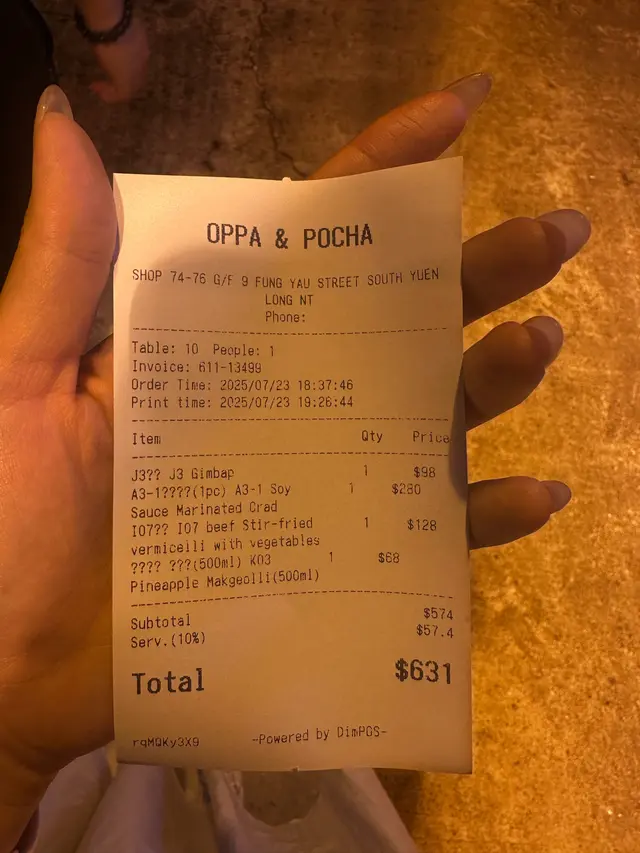 OPPA & POCHA
SHOP 74-76 G/F 9 FUNG YAU STREET SOUTH YUEN
LONG NT
Phone:
Table: 10 People: 1
Invoice: 611-13499
Order Time: 2025/07/23 18:37:46
Print time: 2025/07/23 19:26:44
Item Qty Price
J3?? J3 Gimbap 1 $98
A3-1????(1pc) A3-1 Soy 1 $280
Sauce Marinated Crad
I07?? I07 beef Stir-fried 1 $128
vermicelli with vegetables
???? ???(500ml) K03 1 $68
Pineapple Makgeolli(500ml)
Subtotal $574
Serv.(10%) $57.4
Total $631
rqMQKy3X9 -Powered by DimPOS-